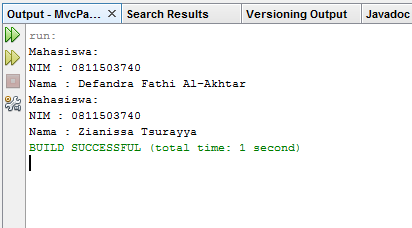 Output - MvcPa... × Search Results Versioning Output Javadoc
run:
Mahasiswa:
NIM : 0811503740
Nama : Defandra Fathi Al-Akhtar
Mahasiswa:
NIM : 0811503740
Nama : Zianissa Tsurayya
BUILD SUCCESSFUL (total time: 1 second)